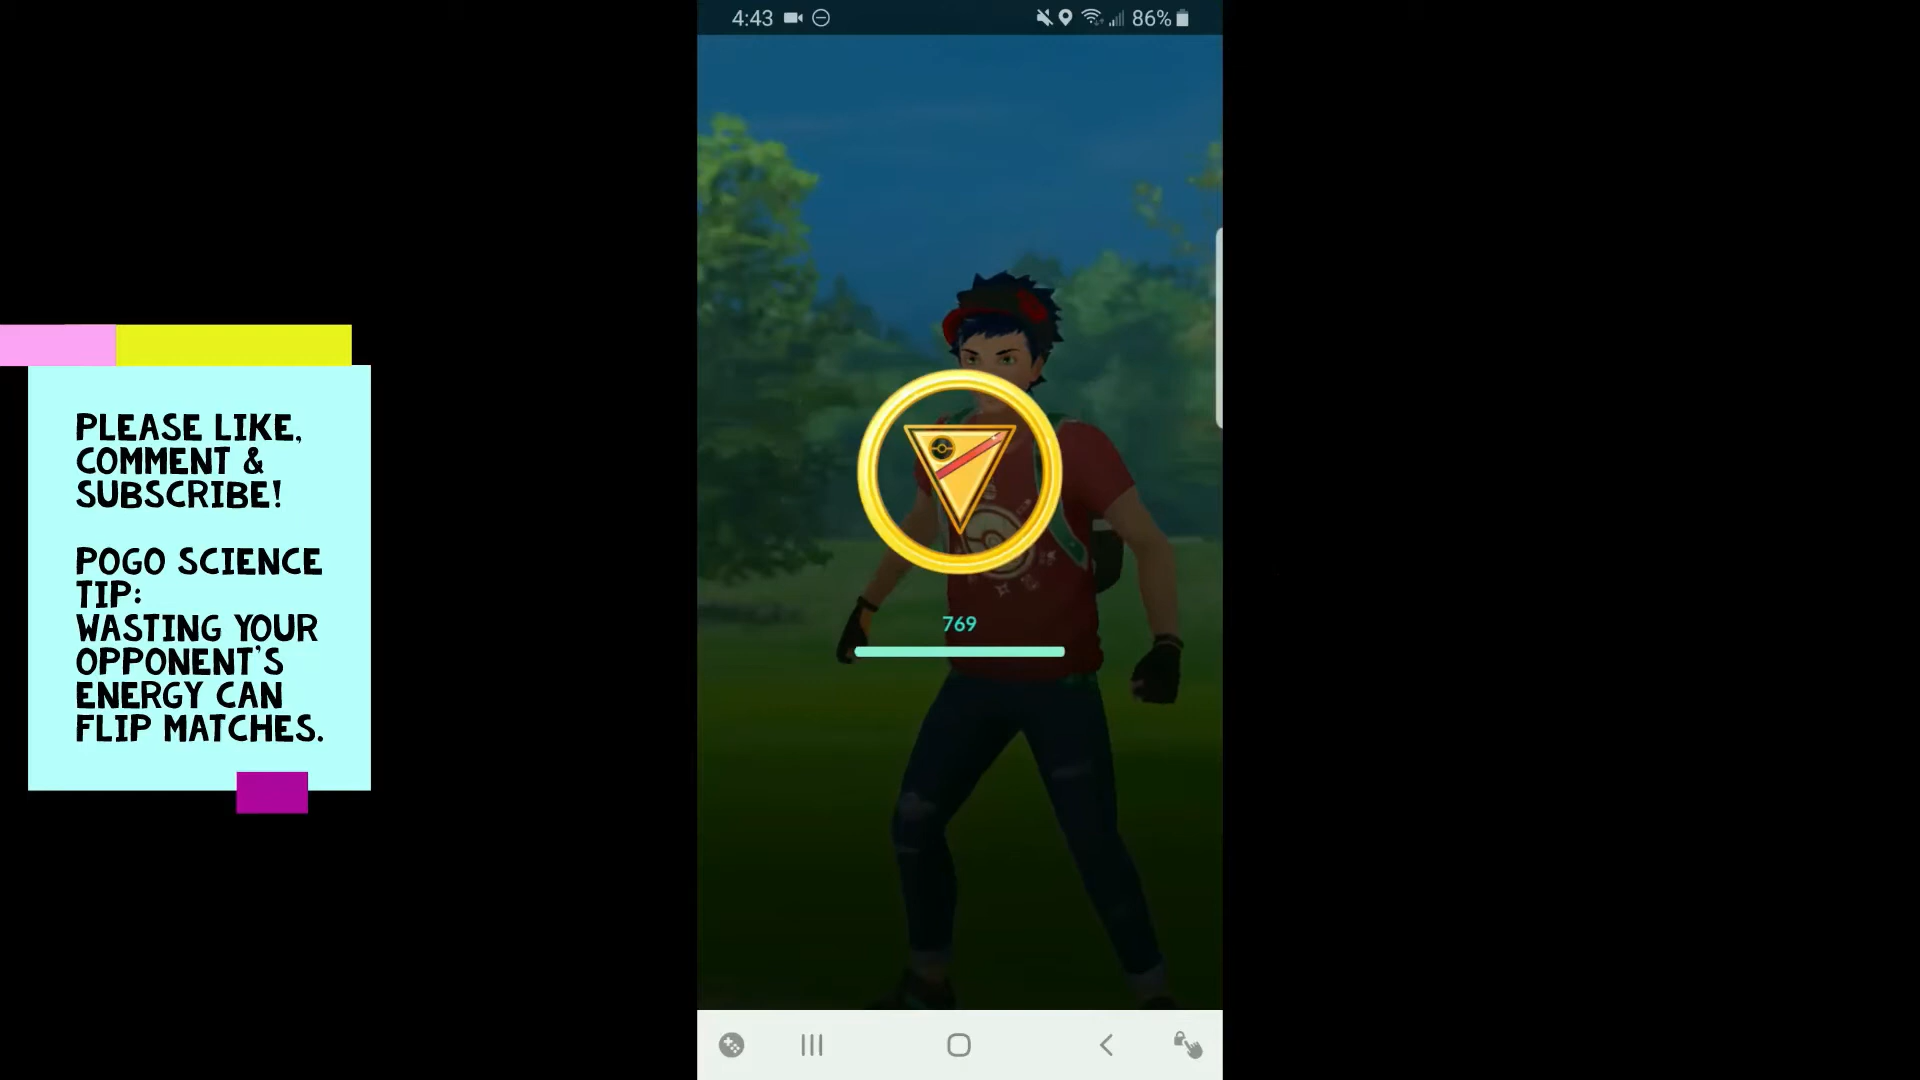 4:43
86%
PLEASE LIKE,
COMMENT &
SUBSCRIBE!
POGO SCIENCE
TIP:
WASTING YOUR
OPPONENT'S
ENERGY CAN
FLIP MATCHES.
769